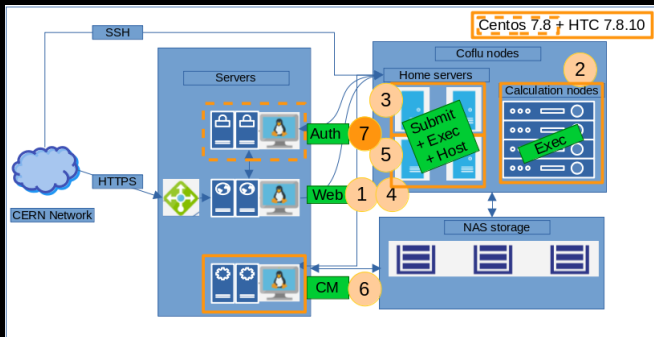 Centos 7.8 + HTC 7.8.10
SSH
Coflu nodes
2
Servers
Home servers
Calculation nodes
3
Submit
+ Exec
+ Host
Exec
Auth
7
5
HTTPS
Web
1
4
CERN Network
NAS storage
CM
6